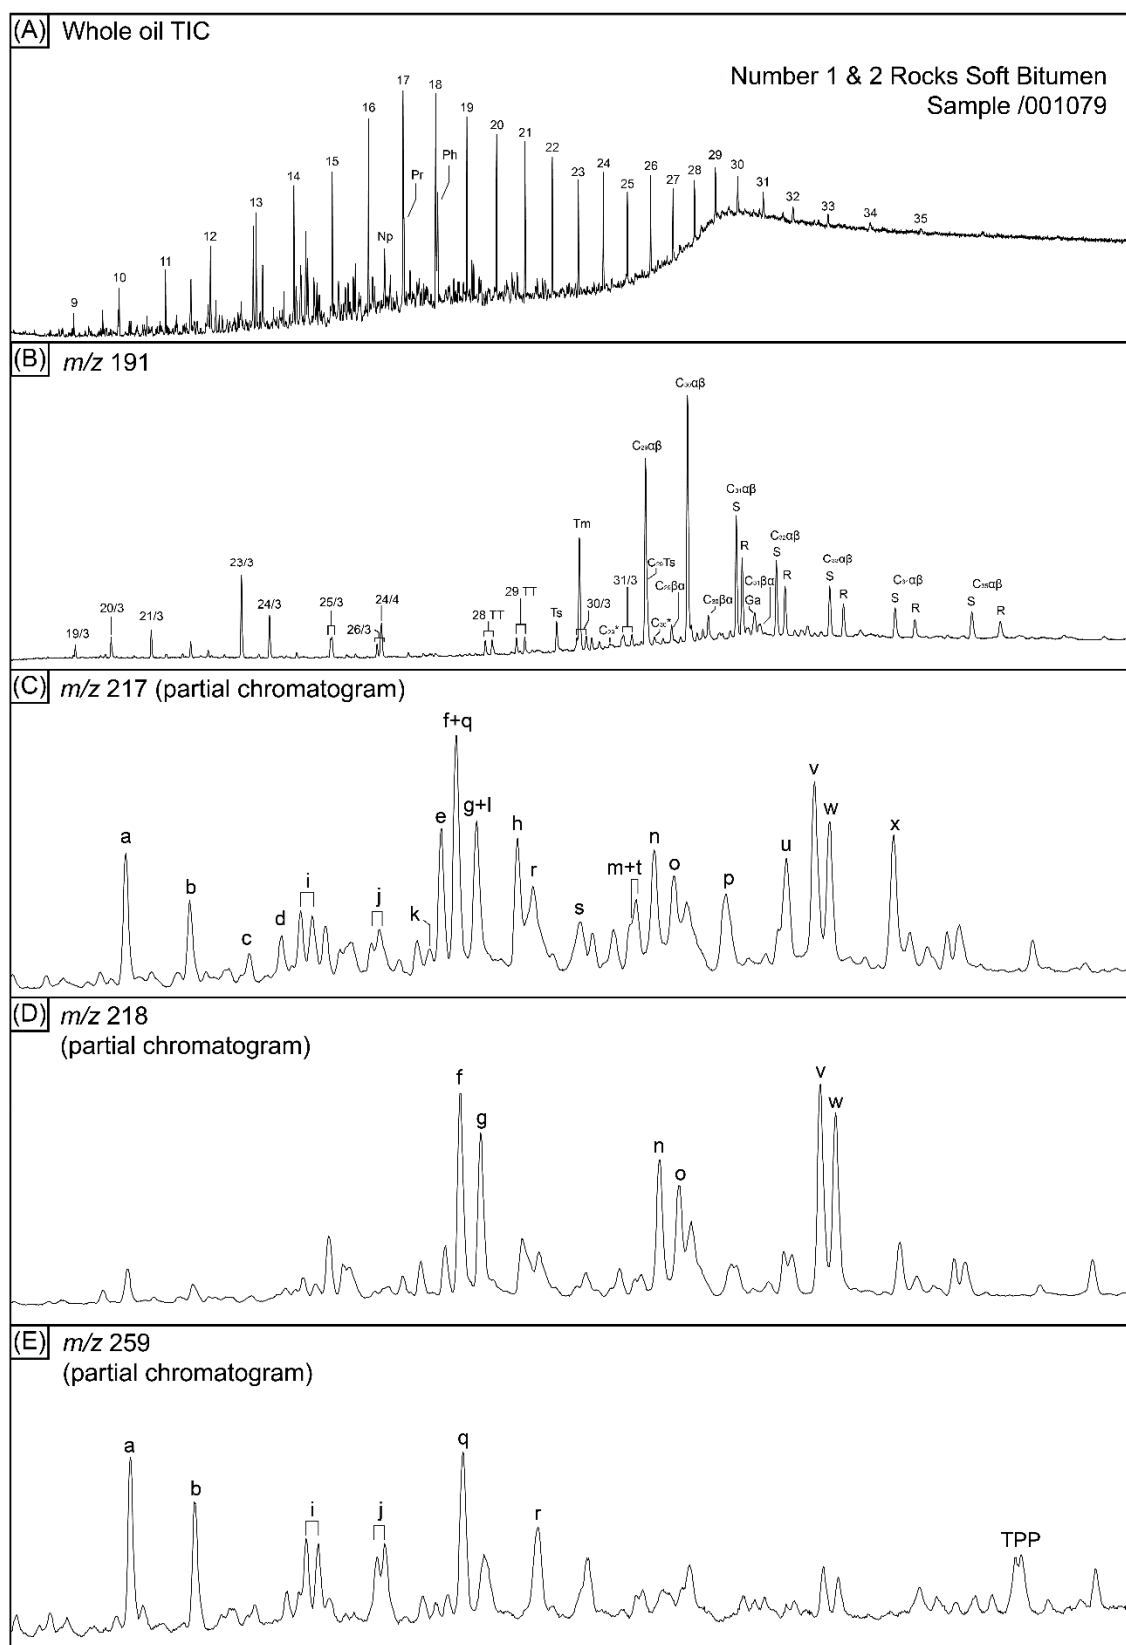 (A) Whole oil TIC
Number 1 & 2 Rocks Soft Bitumen
Sample /001079
9
10
11
12
13
14
15
16
Np
17
Pr
18
Ph
19
20
21
22
23
24
25
26
27
28
29
30
31
32
33
34
35
(B) m/z 191
19/3
20/3
21/3
23/3
24/3
25/3
26/3
24/4
28 TT
29 TT
Ts
Tm
30/3
C₂₉*
31/3
C₂₉αβ
C₂₉Ts
C₃₀*
C₂₉βα
C₃₀αβ
C₃₀βα
C₃₁αβ
S
R
Ga
C₃₁βα
C₃₂αβ
S
R
C₃₃αβ
S
R
C₃₄αβ
S
R
C₃₅αβ
S
R
(C) m/z 217 (partial chromatogram)
a
b
c
d
i
j
k
e
f+q
g+l
h
r
s
m+t
n
o
p
u
v
w
x
(D) m/z 218
(partial chromatogram)
f
g
n
o
v
w
(E) m/z 259
(partial chromatogram)
a
b
i
j
q
r
TPP